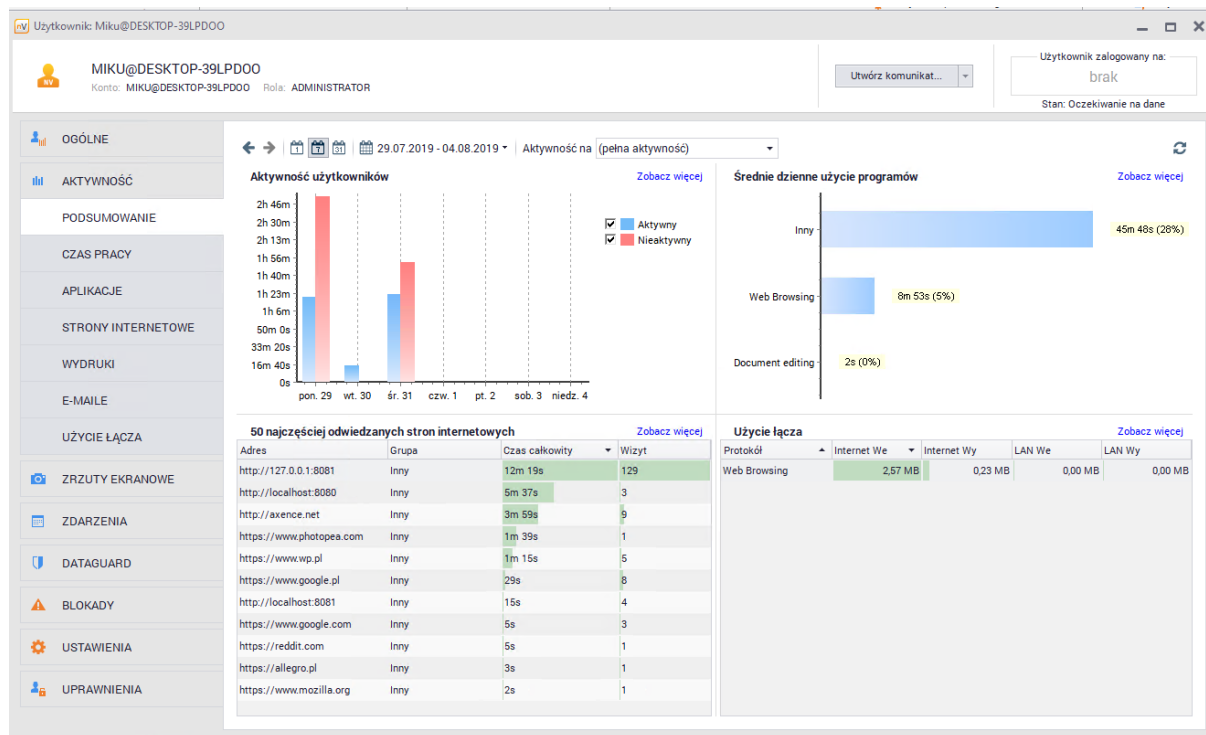 nV Użytkownik: Miku@DESKTOP-39LPDOO
NV
MIKU@DESKTOP-39LPDOO
Konto: MIKU@DESKTOP-39LPDOO Rola: ADMINISTRATOR
Utwórz komunikat...
Użytkownik zalogowany na:
brak
Stan: Oczekiwanie na dane
OGÓLNE
AKTYWNOŚĆ
PODSUMOWANIE
CZAS PRACY
APLIKACJE
STRONY INTERNETOWE
WYDRUKI
E-MAILE
UŻYCIE ŁĄCZA
ZRZUTY EKRANOWE
ZDARZENIA
DATAGUARD
BLOKADY
USTAWIENIA
UPRAWNIENIA
1 7 31 29.07.2019 - 04.08.2019 Aktywność na (pełna aktywność)
Aktywność użytkowników Zobacz więcej
2h 46m
2h 30m
2h 13m
1h 56m
1h 40m
1h 23m
1h 6m
50m 0s
33m 20s
16m 40s
0s
pon. 29 wt. 30 śr. 31 czw. 1 pt. 2 sob. 3 niedz. 4
Aktywny
Nieaktywny
Średnie dzienne użycie programów Zobacz więcej
Inny 45m 48s (28%)
Web Browsing 8m 53s (5%)
Document editing 2s (0%)
50 najczęściej odwiedzanych stron internetowych Zobacz więcej
Adres Grupa Czas całkowity Wizyt
http://127.0.0.1:8081 Inny 12m 19s 129
http://localhost:8080 Inny 5m 37s 3
http://axence.net Inny 3m 59s 9
https://www.photopea.com Inny 1m 39s 1
https://www.wp.pl Inny 1m 15s 5
https://www.google.pl Inny 29s 8
http://localhost:8081 Inny 15s 4
https://www.google.com Inny 5s 3
https://reddit.com Inny 5s 1
https://allegro.pl Inny 3s 1
https://www.mozilla.org Inny 2s 1
Użycie łącza Zobacz więcej
Protokół Internet We Internet Wy LAN We LAN Wy
Web Browsing 2,57 MB 0,23 MB 0,00 MB 0,00 MB